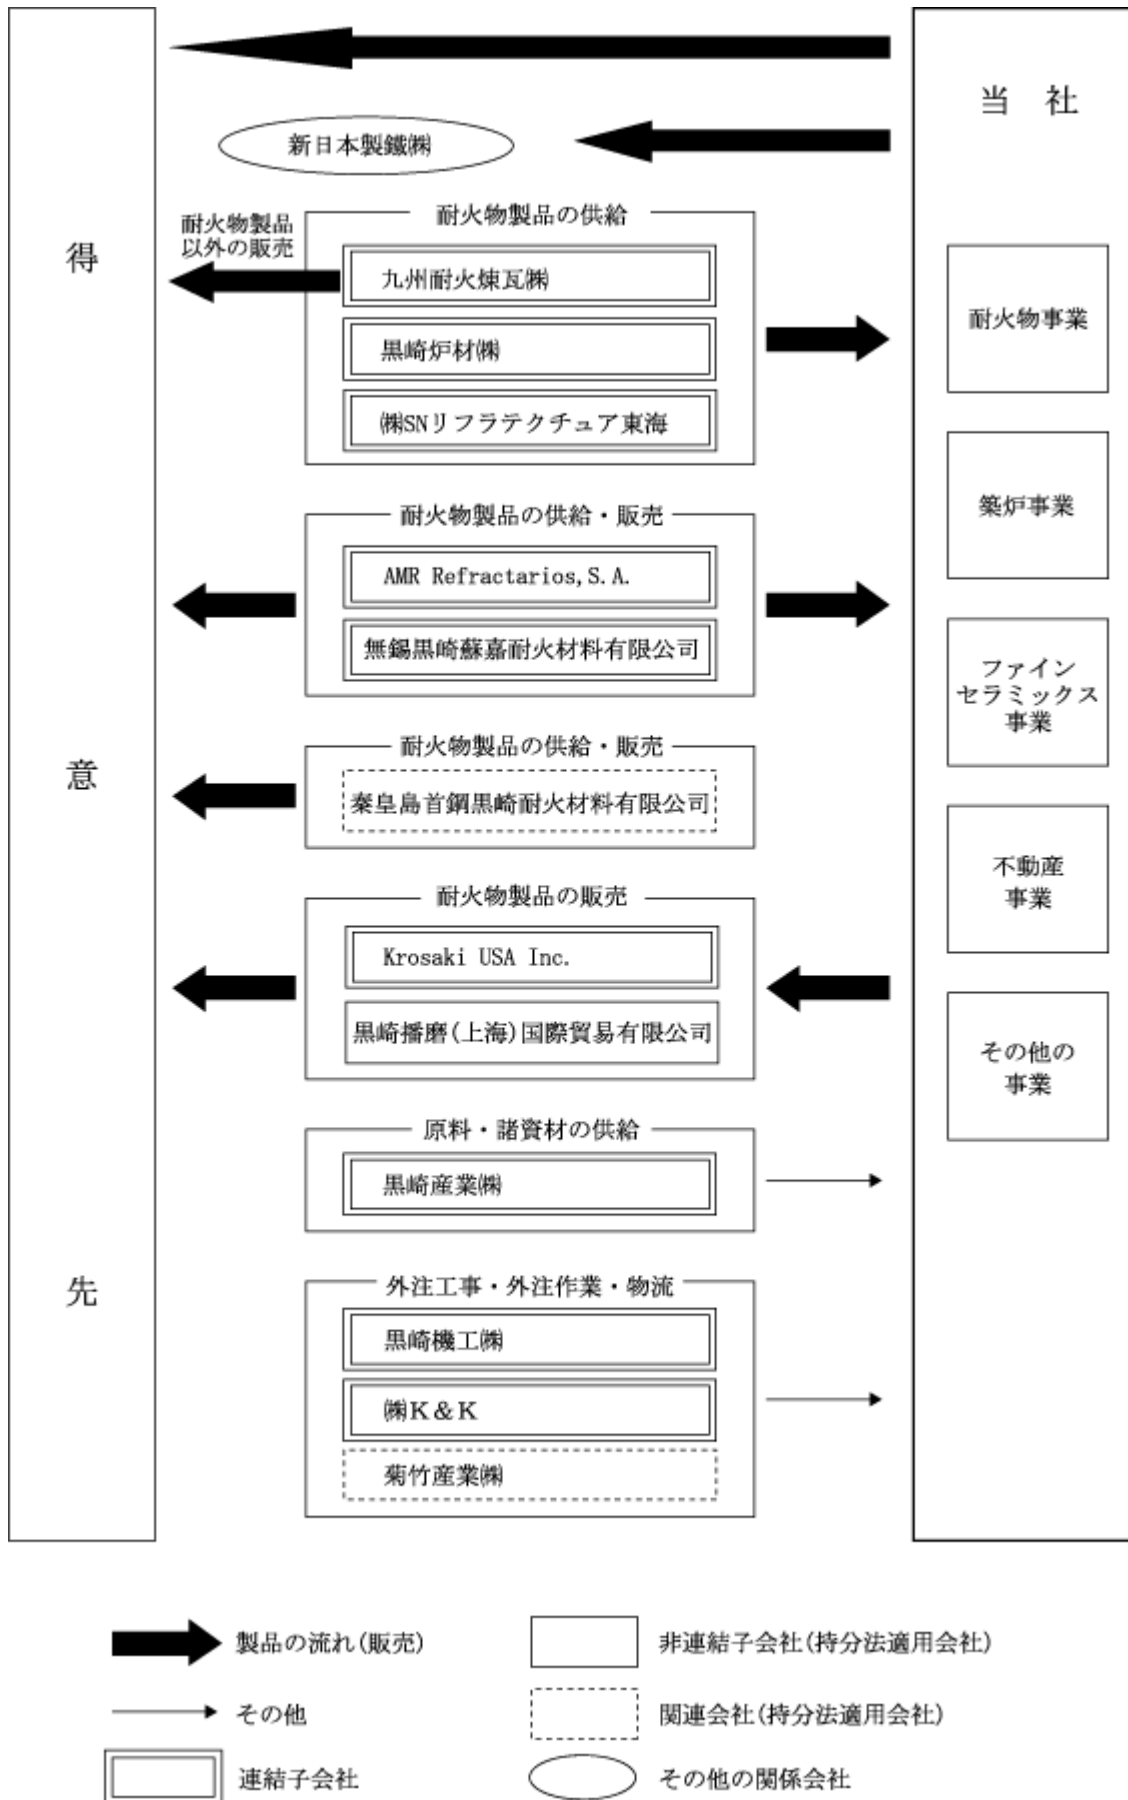 得
意
先
当 社
新日本製鐵㈱
耐火物製品
以外の販売
耐火物製品の供給
九州耐火煉瓦㈱
黒崎炉材㈱
㈱SNリフラテクチュア東海
耐火物製品の供給・販売
AMR Refractarios,S.A.
無錫黒崎蘇嘉耐火材料有限公司
耐火物製品の供給・販売
秦皇島首鋼黒崎耐火材料有限公司
耐火物製品の販売
Krosaki USA Inc.
黒崎播磨(上海)国際貿易有限公司
原料・諸資材の供給
黒崎産業㈱
外注工事・外注作業・物流
黒崎機工㈱
㈱K&K
菊竹産業㈱
耐火物事業
築炉事業
ファイン
セラミックス
事業
不動産
事業
その他の
事業
製品の流れ(販売)
その他
連結子会社
非連結子会社(持分法適用会社)
関連会社(持分法適用会社)
その他の関係会社